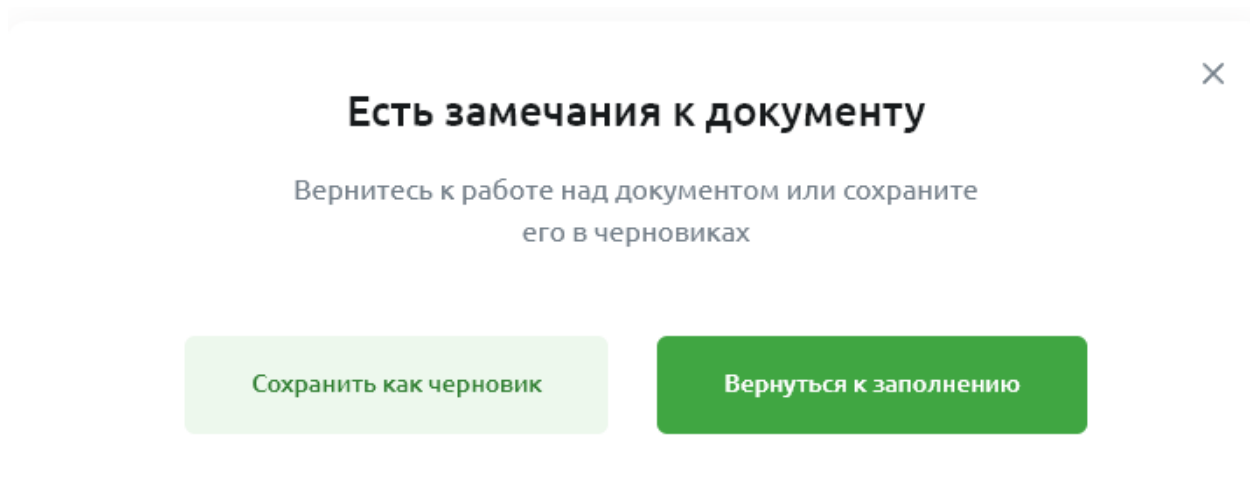 Есть замечания к документу
Вернитесь к работе над документом или сохраните
его в черновиках
Сохранить как черновик
Вернуться к заполнению